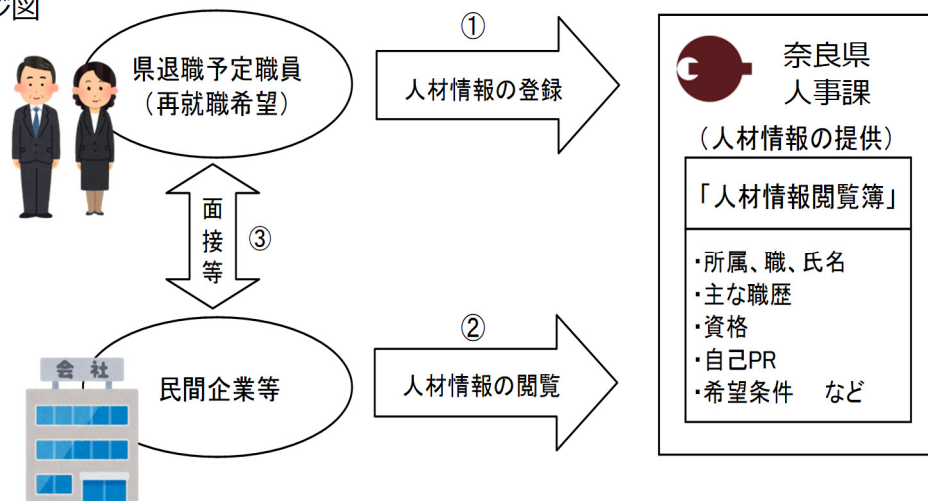 ジ図
県退職予定職員
（再就職希望）
①
人材情報の登録
奈良県
人事課
（人材情報の提供）
「人材情報閲覧簿」
・所属、職、氏名
・主な職歴
・資格
・自己PR
・希望条件　など
面接等
③
会社
民間企業等
②
人材情報の閲覧